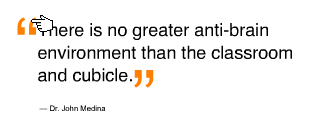 “There is no greater anti-brain
environment than the classroom
and cubicle.”
— Dr. John Medina